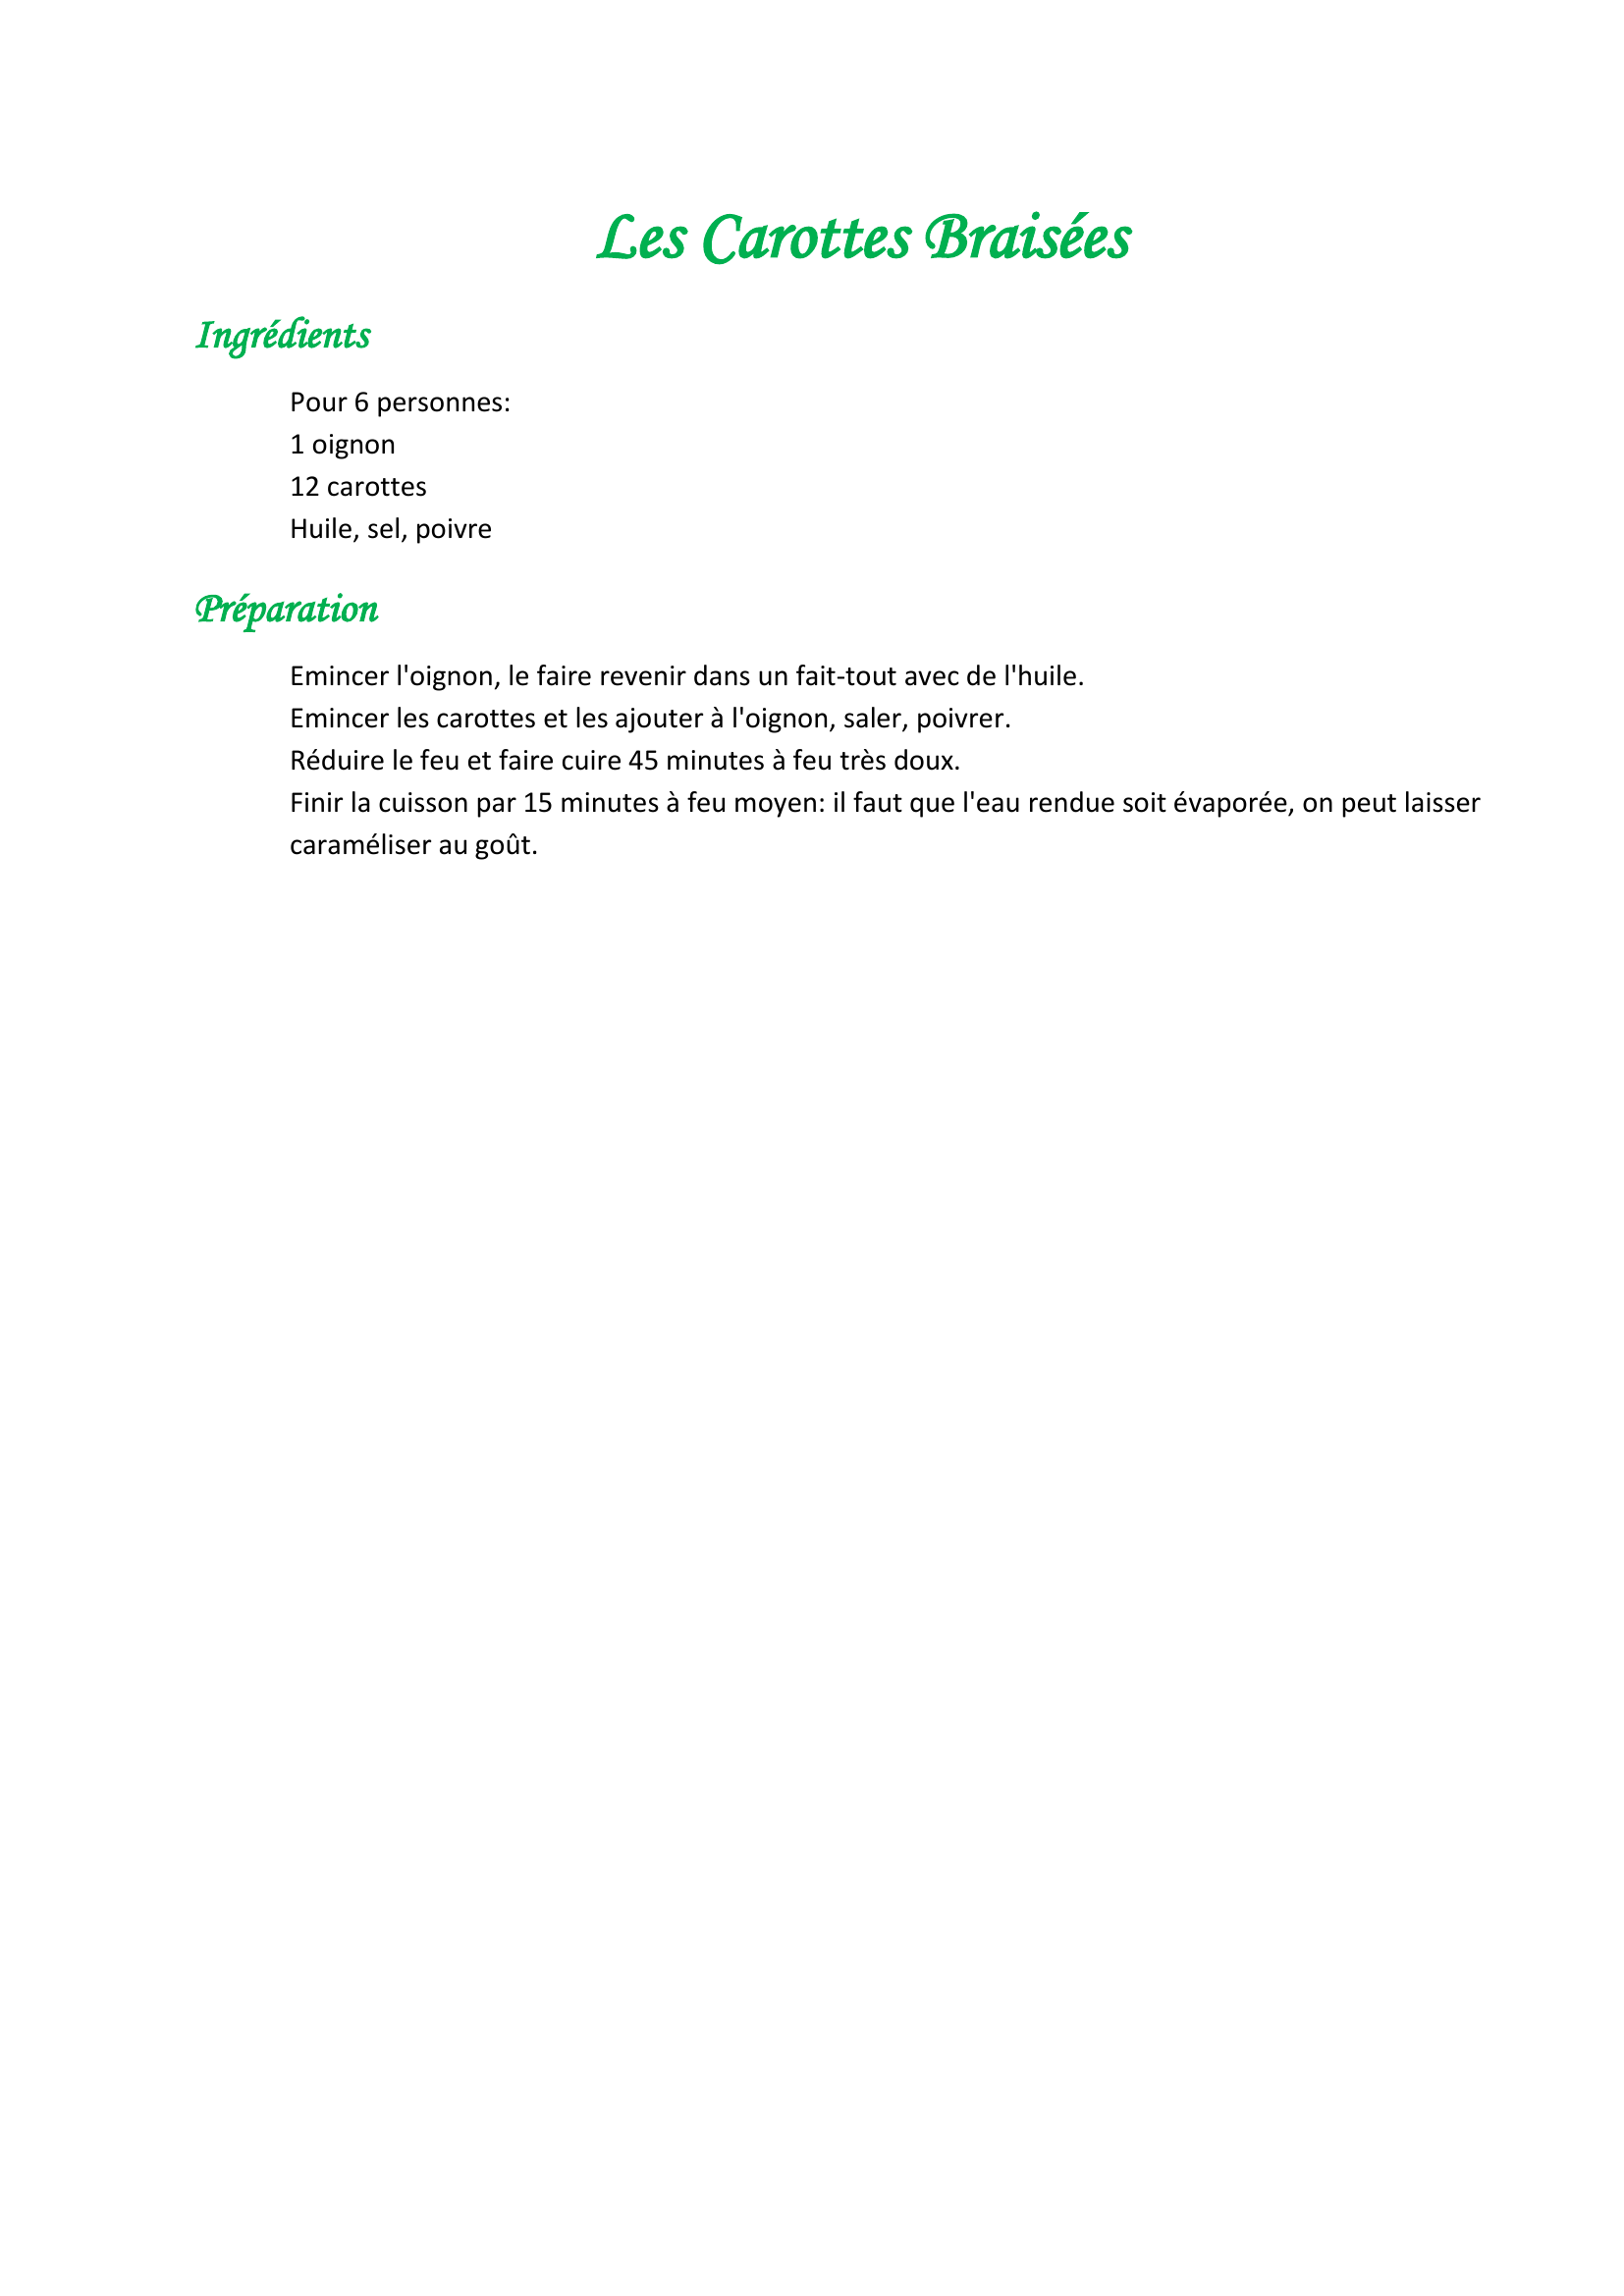 Les Carottes Braisées
Ingrédients
Pour 6 personnes:
1 oignon
12 carottes
Huile, sel, poivre
Préparation
Emincer l'oignon, le faire revenir dans un fait-tout avec de l'huile.
Emincer les carottes et les ajouter à l'oignon, saler, poivrer.
Réduire le feu et faire cuire 45 minutes à feu très doux.
Finir la cuisson par 15 minutes à feu moyen: il faut que l'eau rendue soit évaporée, on peut laisser
caraméliser au goût.